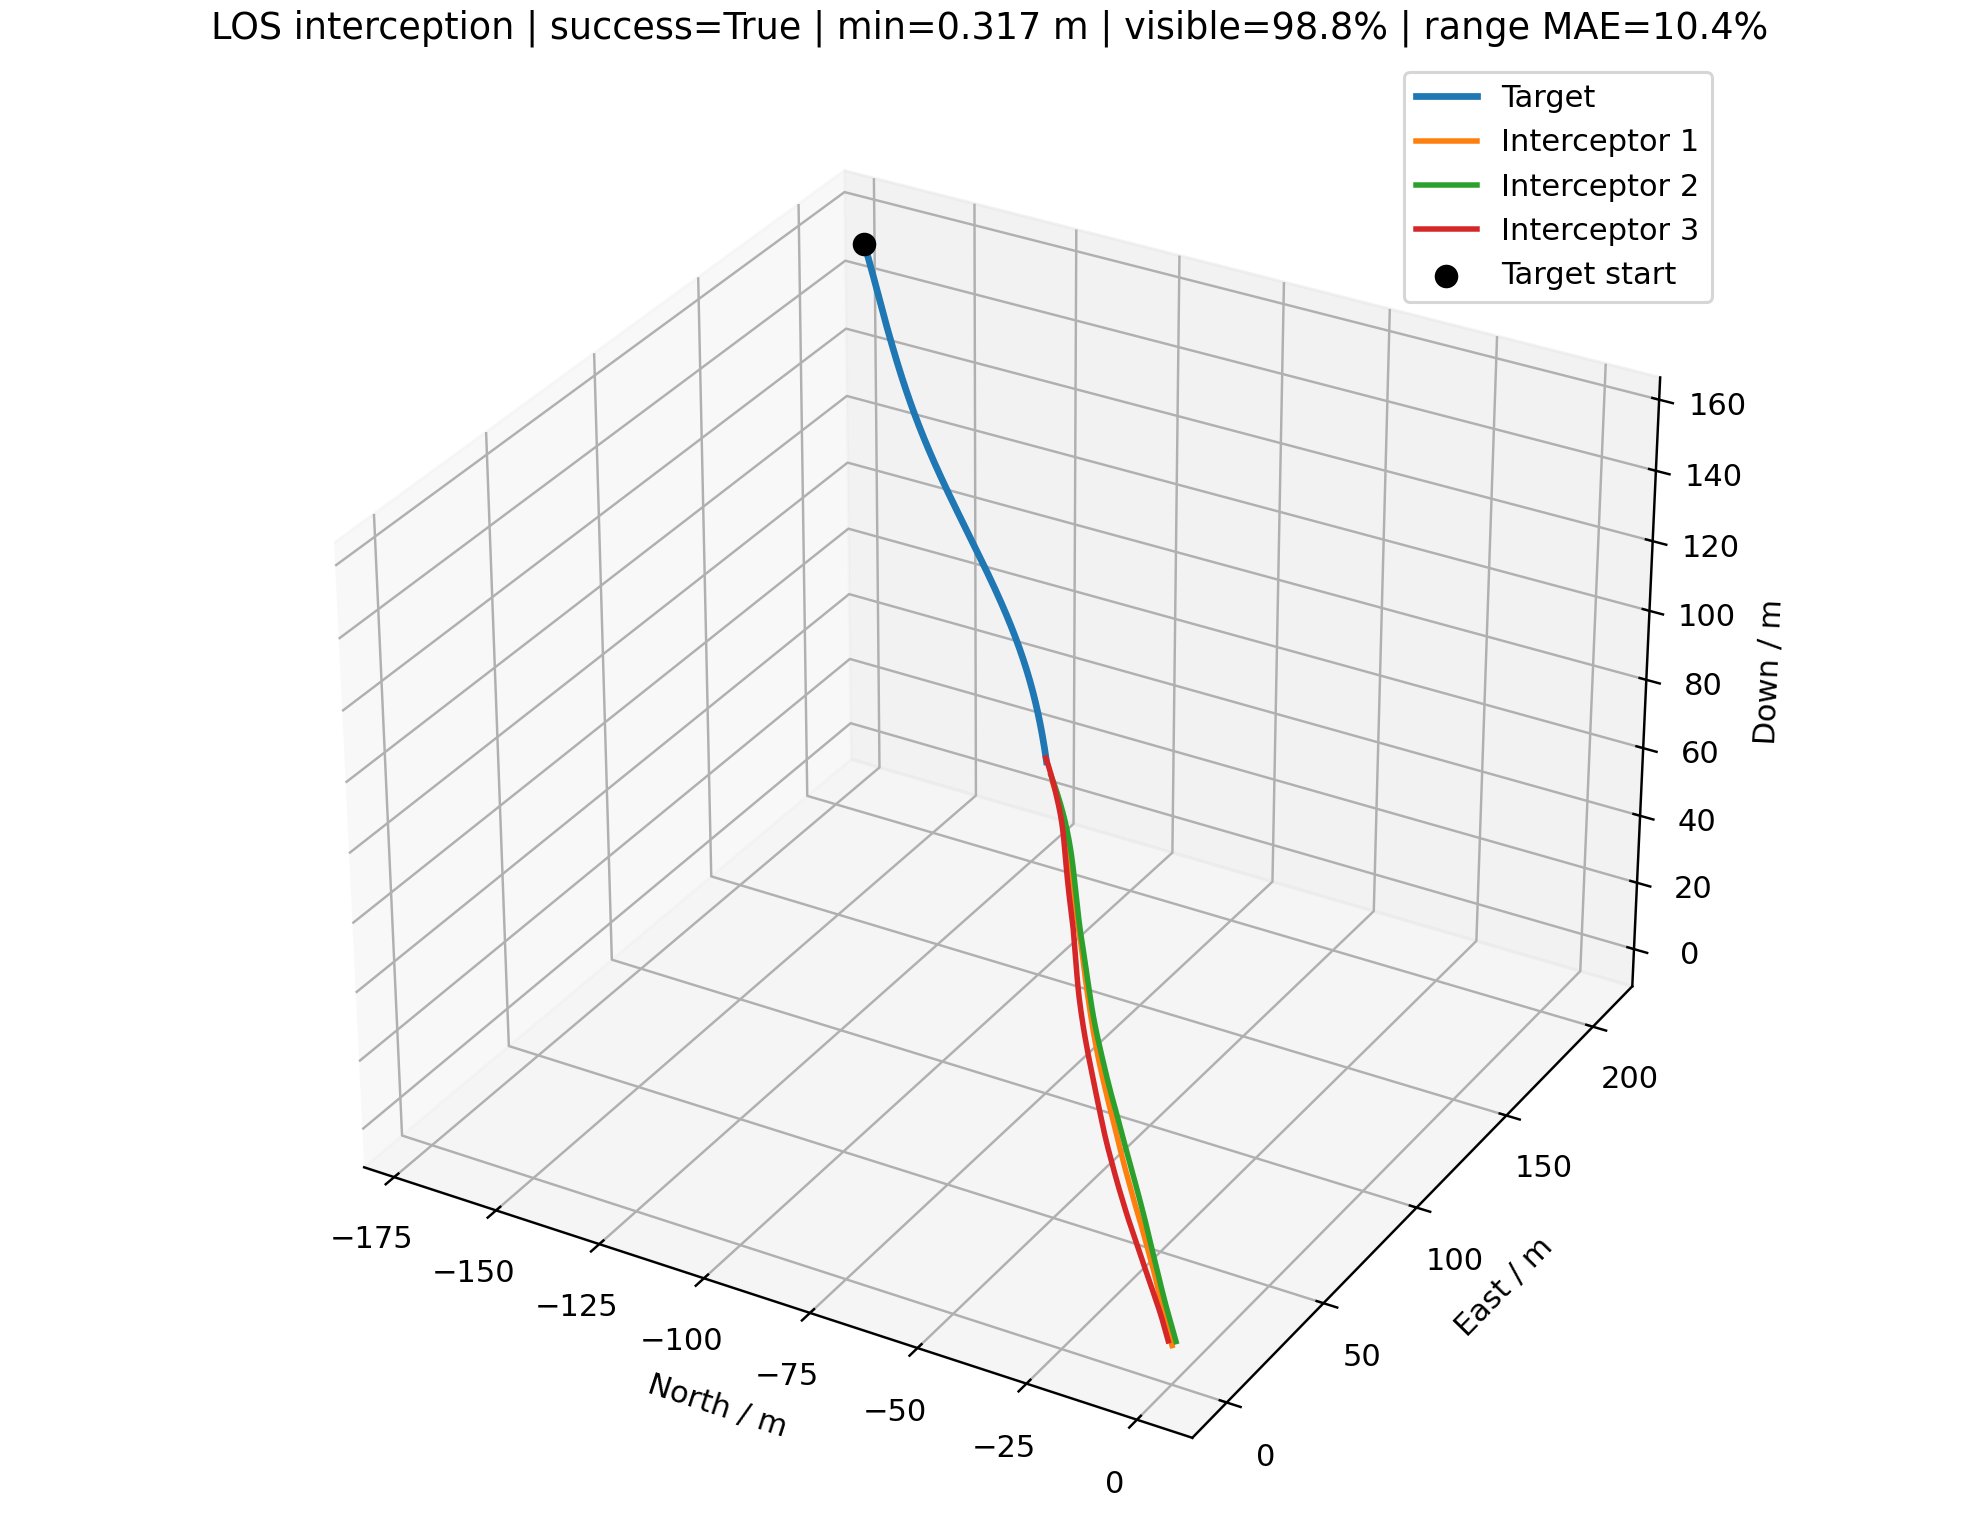 LOS interception | success=True | min=0.317 m | visible=98.8% | range MAE=10.4%
Target
Interceptor 1
Interceptor 2
Interceptor 3
Target start
160
140
120
100
80
60
40
20
0
Down / m
200
150
100
50
0
East / m
−175
−150
−125
−100
−75
−50
−25
0
North / m